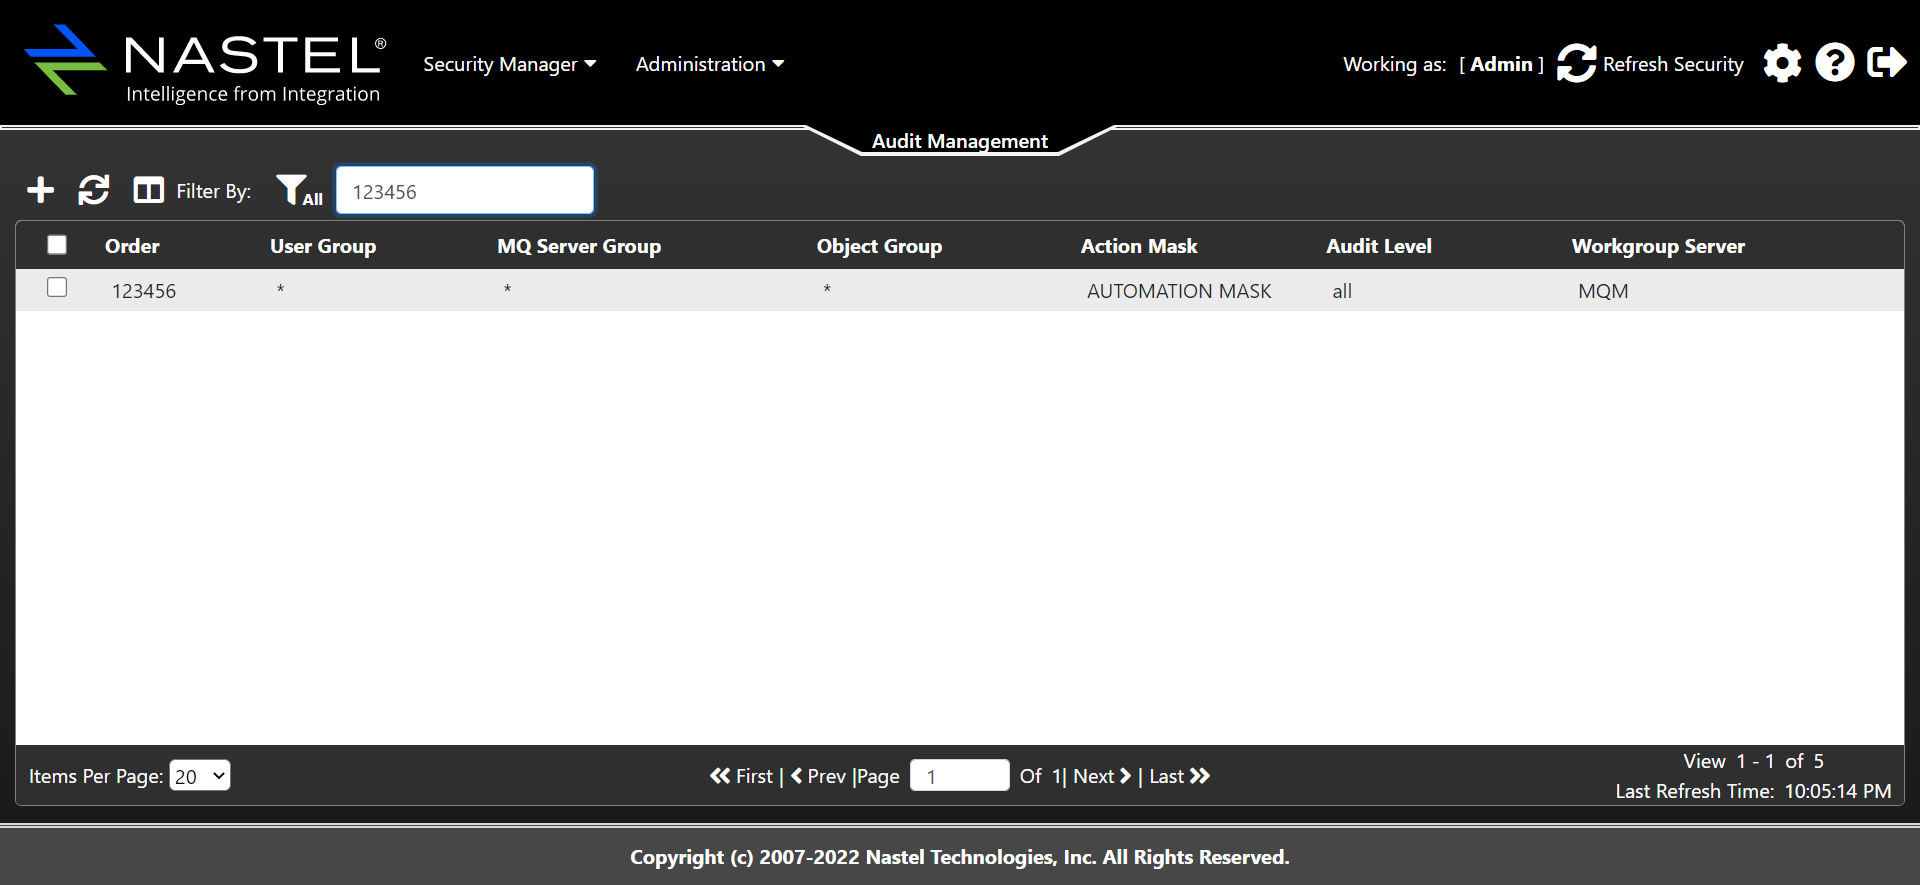 NASTEL®
Intelligence from Integration
Security Manager
Administration
Working as: [ Admin ]
Refresh Security
Audit Management
Filter By:
All
123456
Order User Group MQ Server Group Object Group Action Mask Audit Level Workgroup Server
123456 * * * AUTOMATION MASK all MQM
Items Per Page: 20
First | Prev |Page 1 Of 1| Next | Last
View 1 - 1 of 5
Last Refresh Time: 10:05:14 PM
Copyright (c) 2007-2022 Nastel Technologies, Inc. All Rights Reserved.